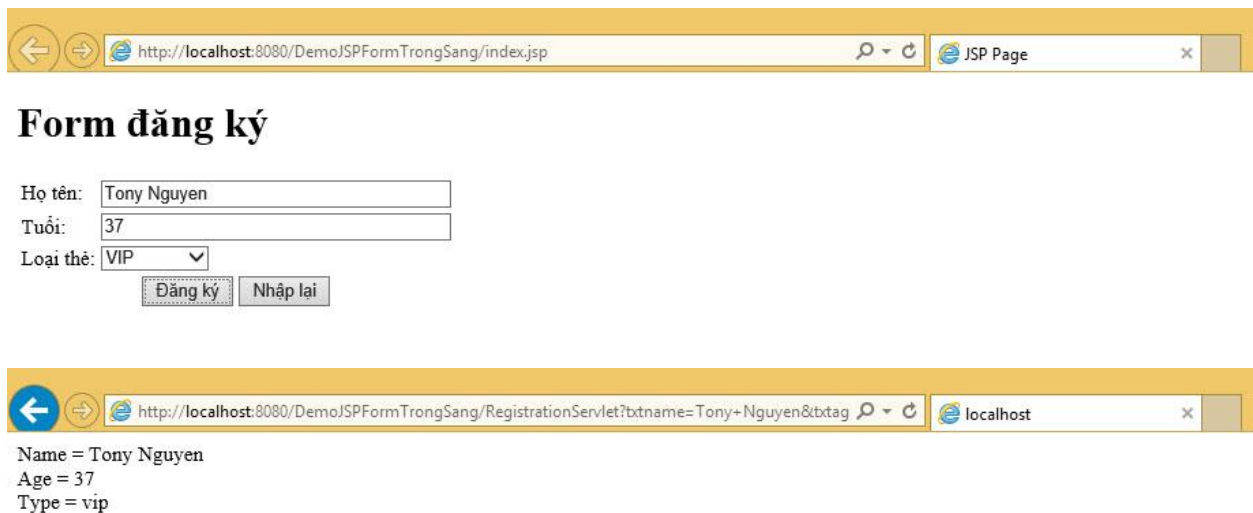 http://localhost:8080/DemoJSPFormTrongSang/index.jsp JSP Page
Form đăng ký
Họ tên: Tony Nguyen
Tuổi: 37
Loại thẻ: VIP
Đăng ký Nhập lại
http://localhost:8080/DemoJSPFormTrongSang/RegistrationServlet?txtname=Tony+Nguyen&txtag localhost
Name = Tony Nguyen
Age = 37
Type = vip